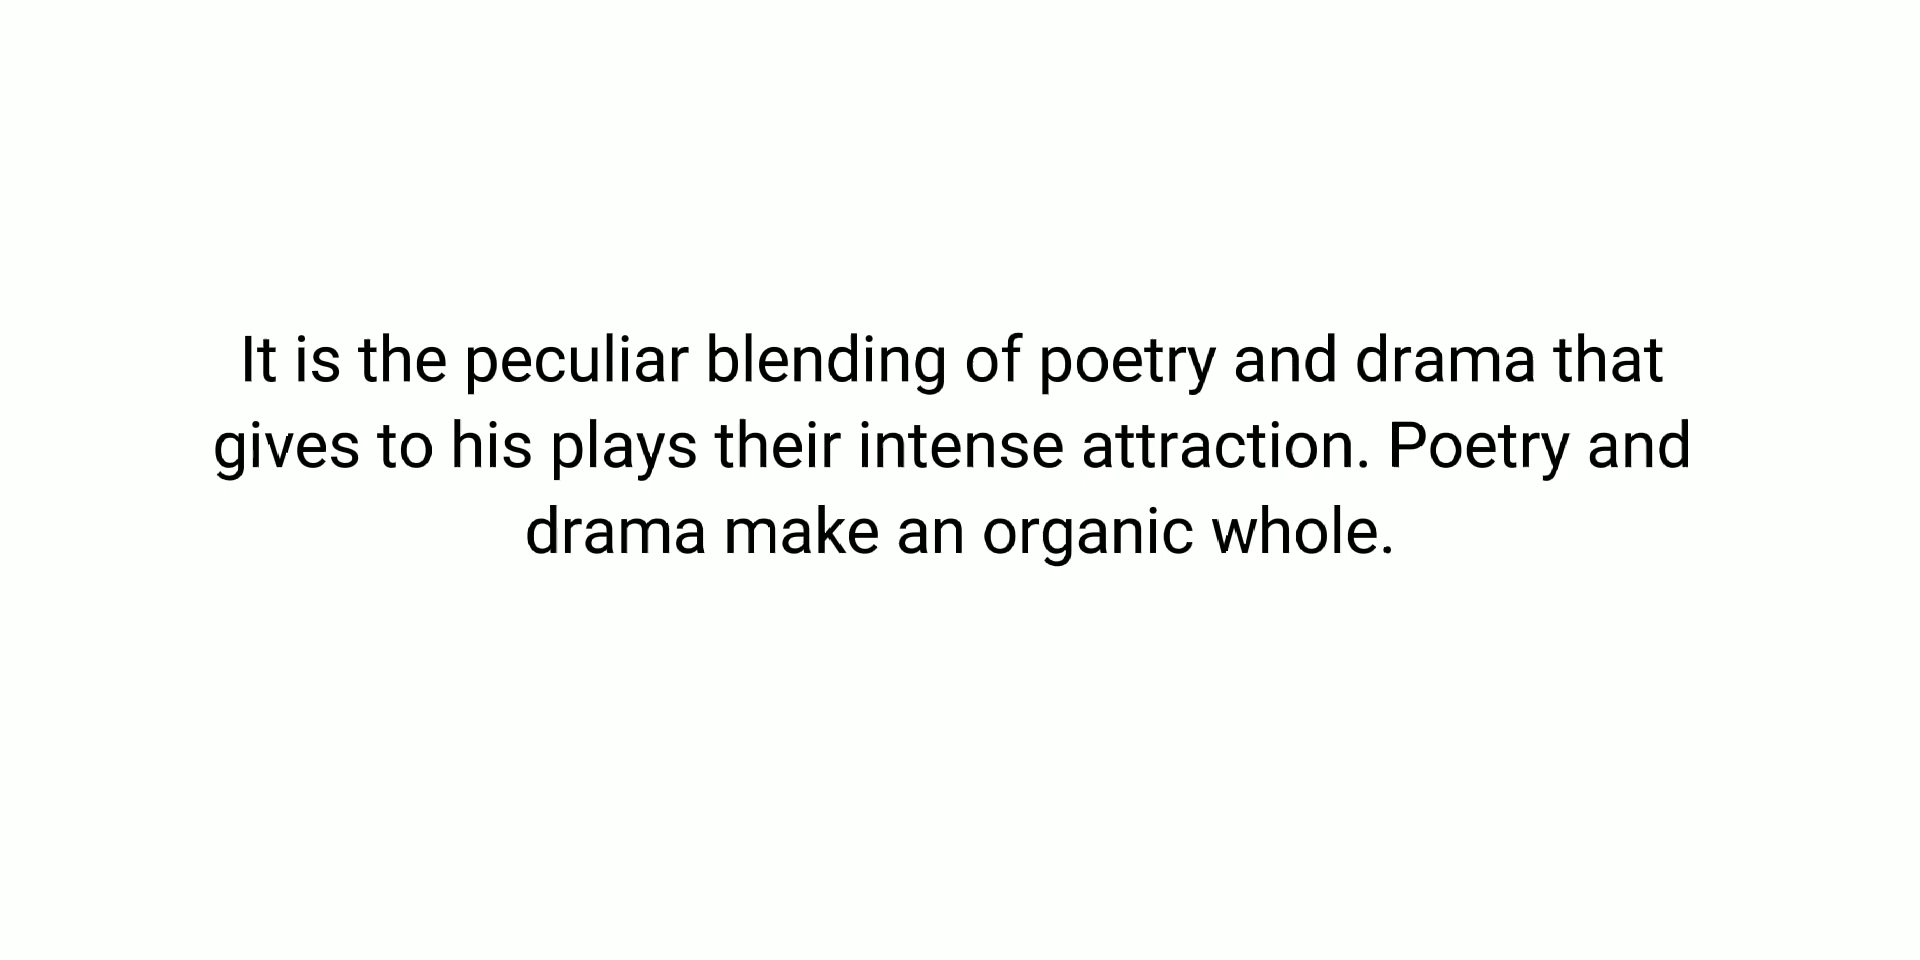 It is the peculiar blending of poetry and drama that
gives to his plays their intense attraction. Poetry and
drama make an organic whole.